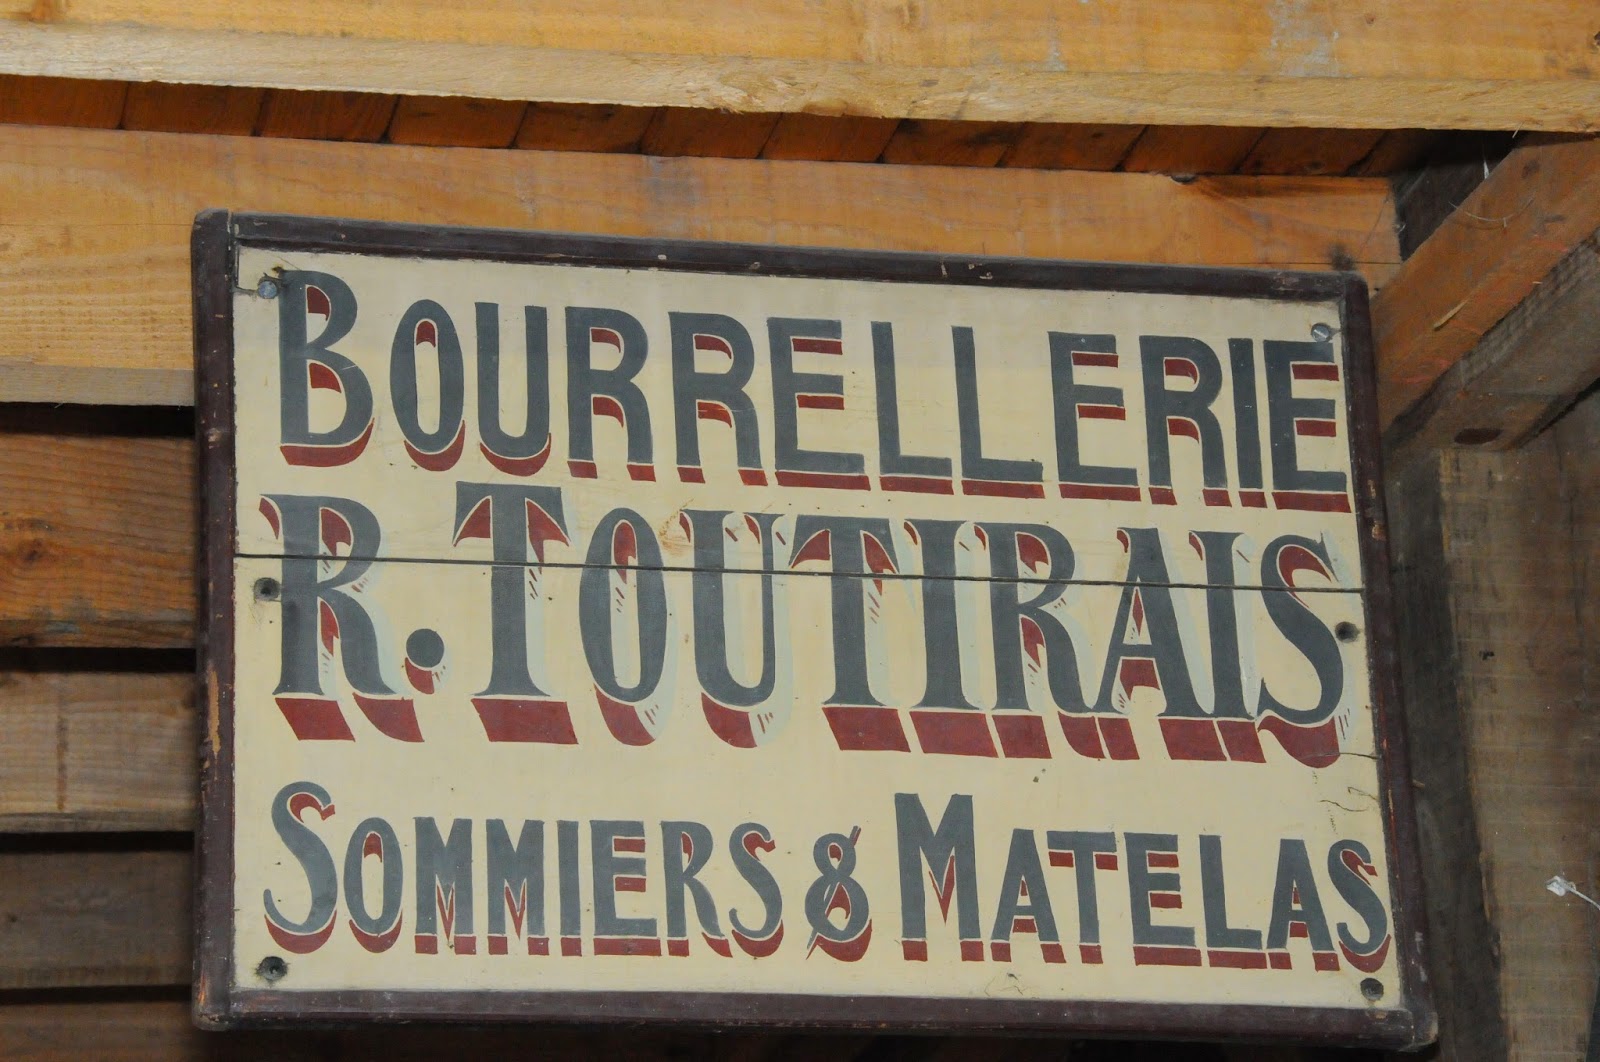 BOURRELLERIE
R. TOUTIRAIS
SOMMIERS & MATELAS